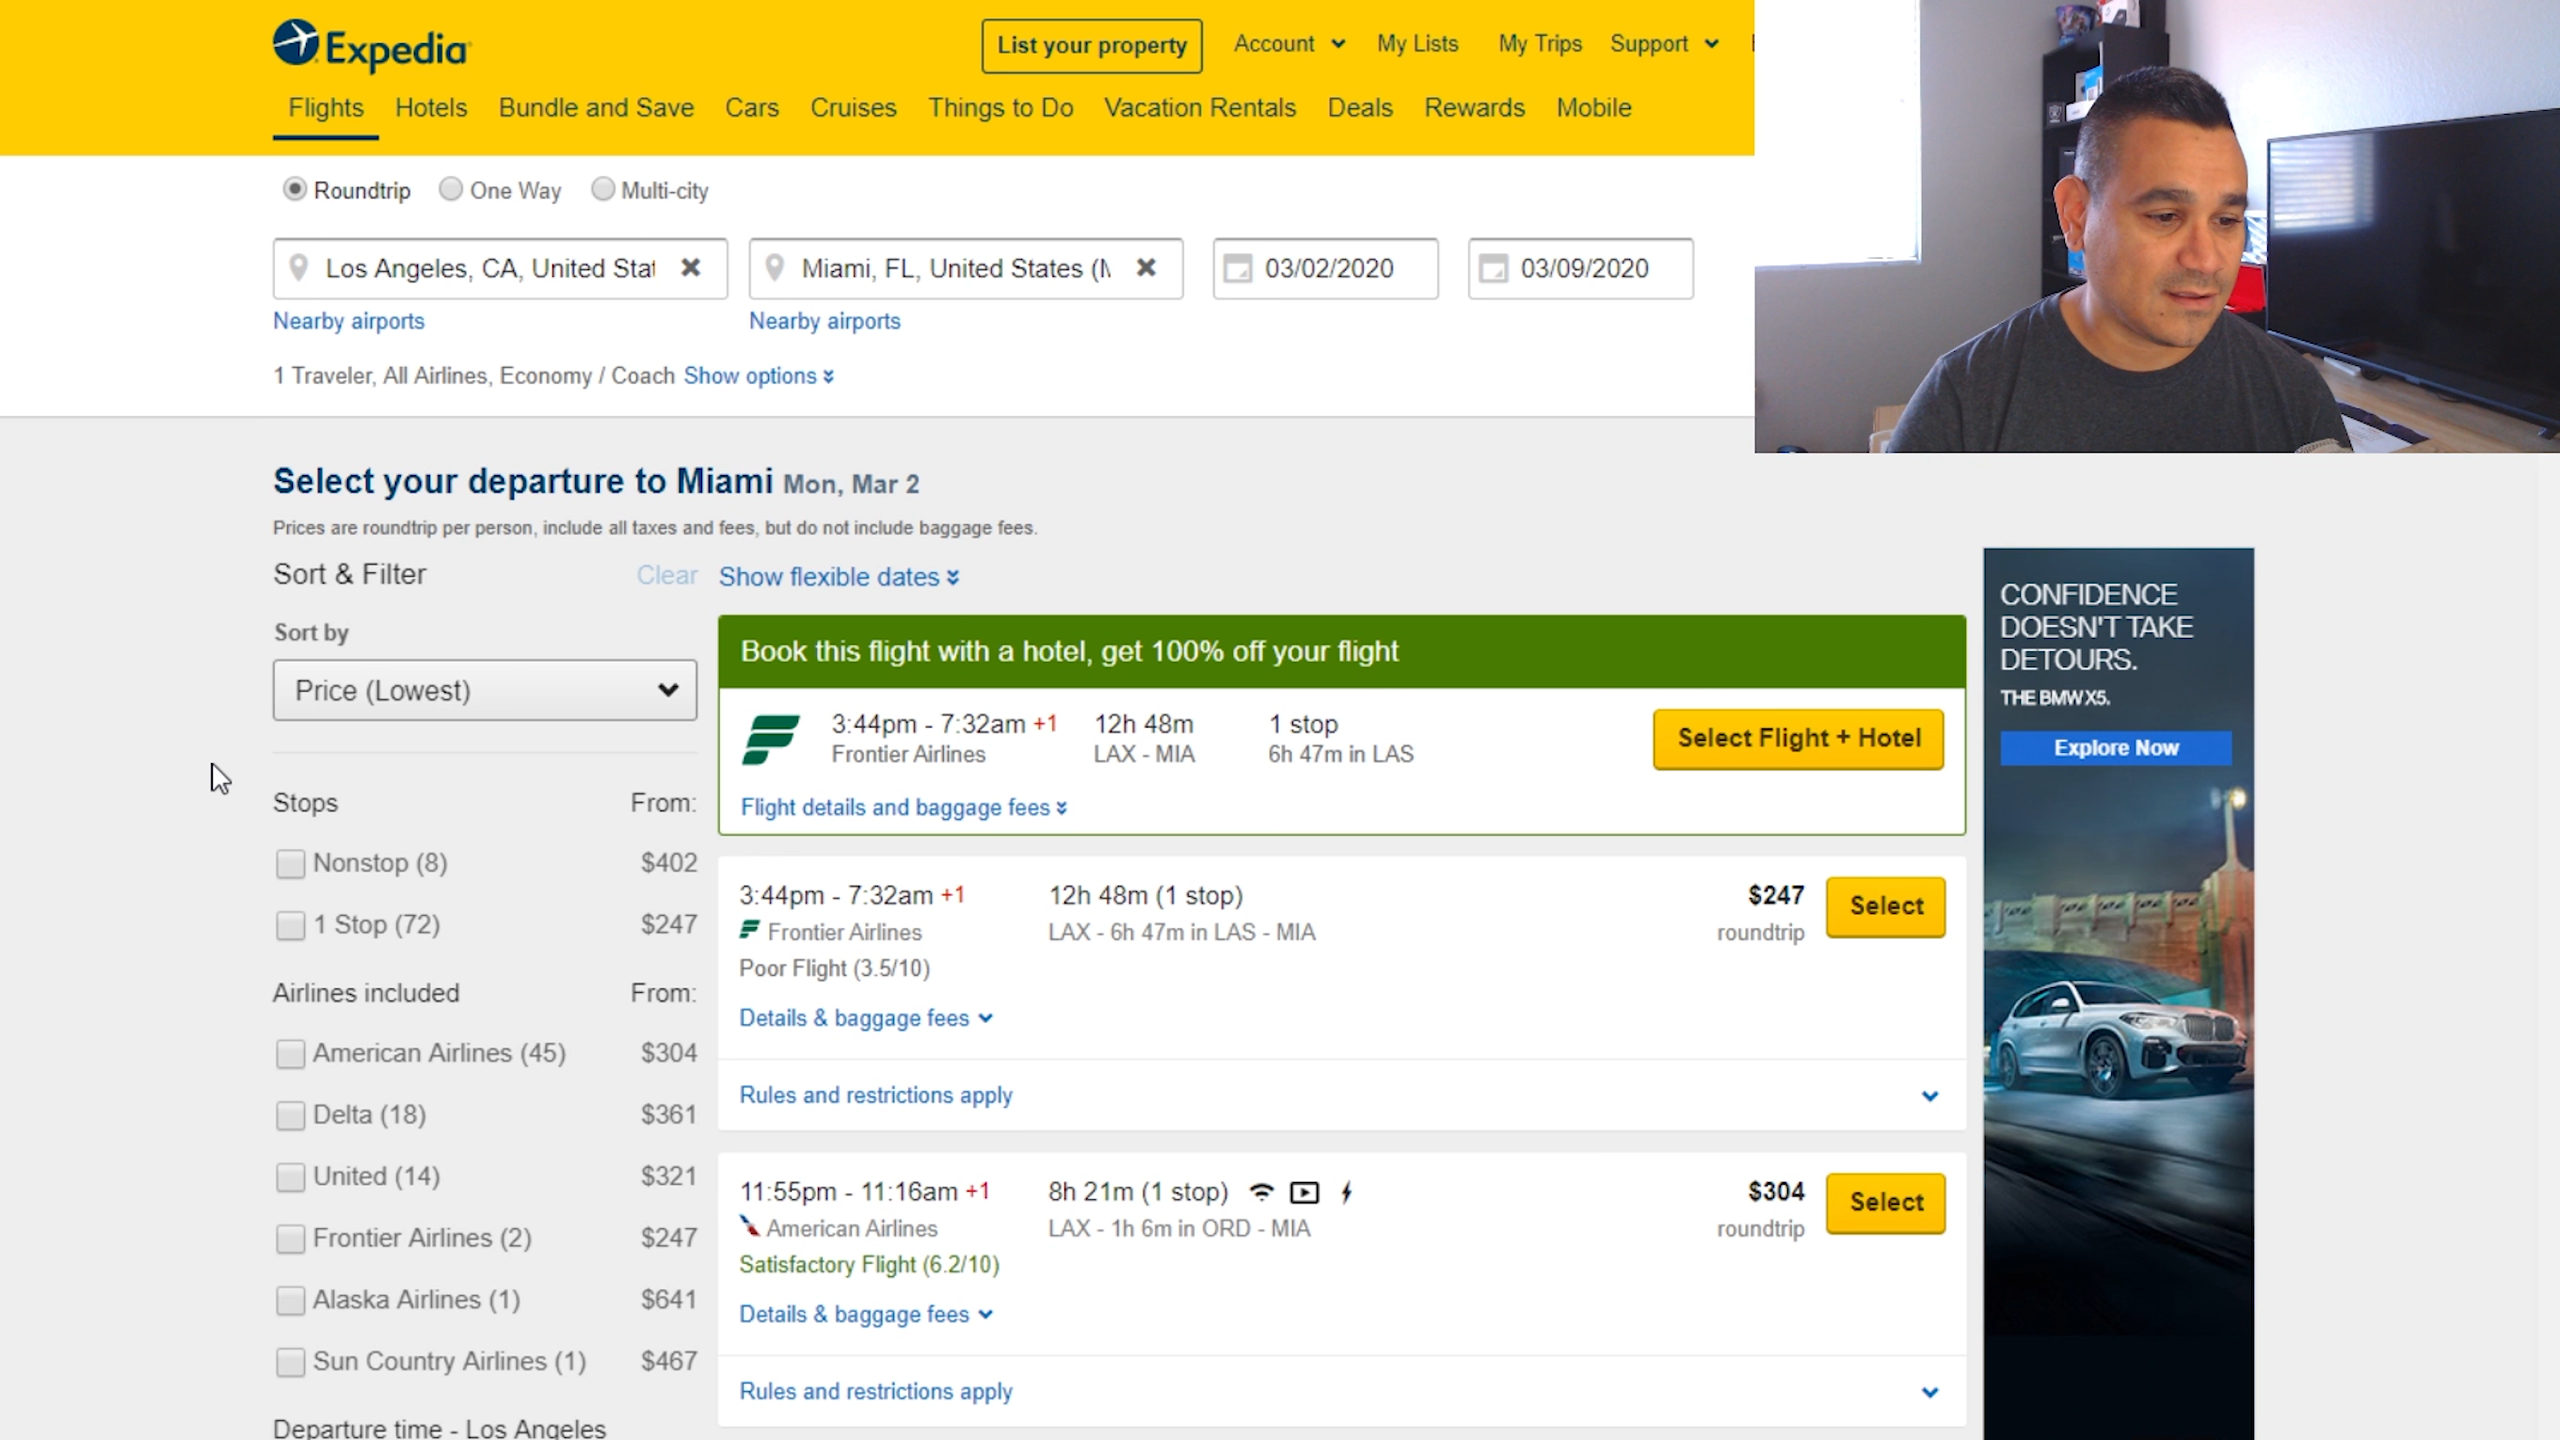 Expedia
List your property
Account
My Lists
My Trips
Support
Flights
Hotels
Bundle and Save
Cars
Cruises
Things to Do
Vacation Rentals
Deals
Rewards
Mobile
Roundtrip
One Way
Multi-city
Los Angeles, CA, United Stat
Miami, FL, United States (M
03/02/2020
03/09/2020
Nearby airports
Nearby airports
1 Traveler, All Airlines, Economy / Coach Show options
Select your departure to Miami Mon, Mar 2
Prices are roundtrip per person, include all taxes and fees, but do not include baggage fees.
Sort & Filter
Clear
Sort by
Price (Lowest)
Stops From:
Nonstop (8) $402
1 Stop (72) $247
Airlines included From:
American Airlines (45) $304
Delta (18) $361
United (14) $321
Frontier Airlines (2) $247
Alaska Airlines (1) $641
Sun Country Airlines (1) $467
Departure time - Los Angeles
Show flexible dates
Book this flight with a hotel, get 100% off your flight
3:44pm - 7:32am +1 12h 48m 1 stop
Frontier Airlines LAX - MIA 6h 47m in LAS
Select Flight + Hotel
Flight details and baggage fees
3:44pm - 7:32am +1 12h 48m (1 stop) $247
Frontier Airlines LAX - 6h 47m in LAS - MIA roundtrip
Select
Poor Flight (3.5/10)
Details & baggage fees
Rules and restrictions apply
11:55pm - 11:16am +1 8h 21m (1 stop) $304
American Airlines LAX - 1h 6m in ORD - MIA roundtrip
Select
Satisfactory Flight (6.2/10)
Details & baggage fees
Rules and restrictions apply
CONFIDENCE
DOESN'T TAKE
DETOURS.
THE BMW X5.
Explore Now